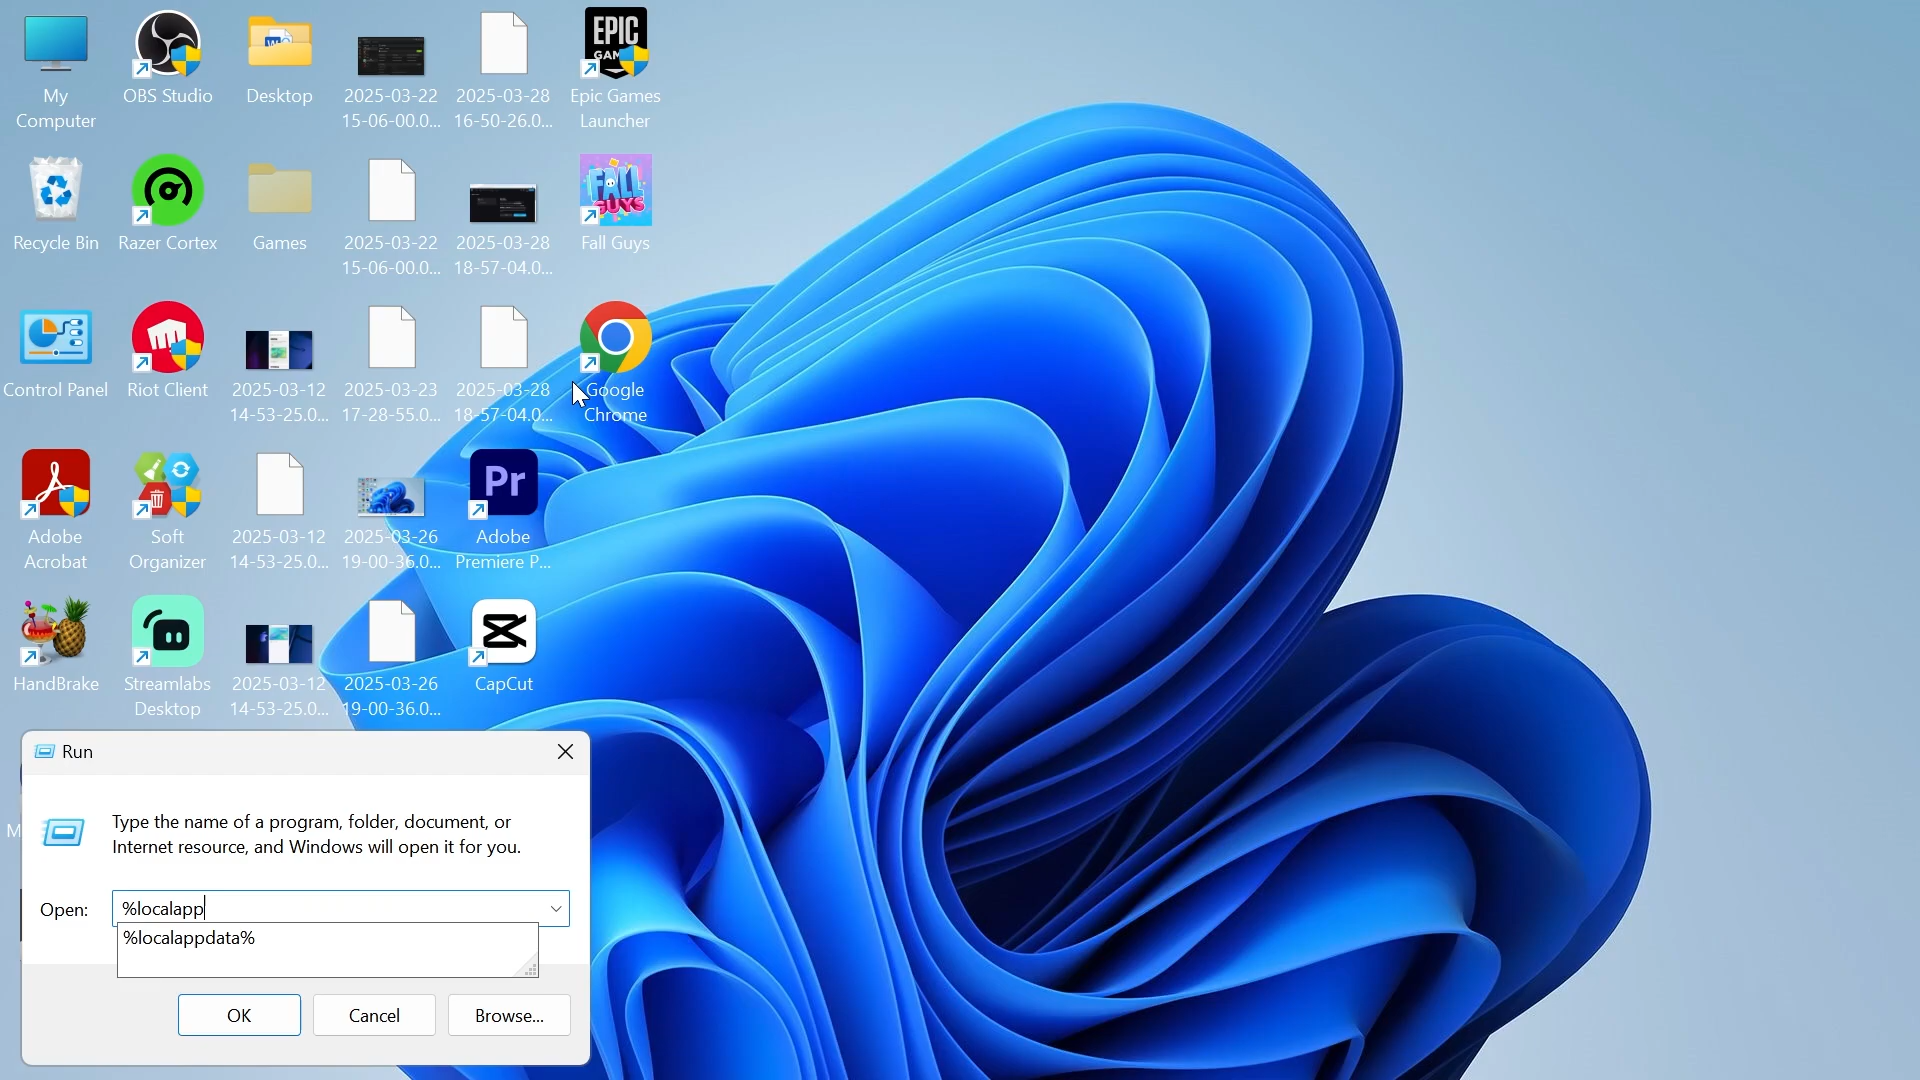 My
Computer
OBS Studio
Desktop
2025-03-22
15-06-00.0...
2025-03-28
16-50-26.0...
EPIC
GAM
Epic Games
Launcher
Recycle Bin
Razer Cortex
Games
2025-03-22
15-06-00.0...
2025-03-28
18-57-04.0...
FALL
GUYS
Fall Guys
Control Panel
Riot Client
2025-03-12
14-53-25.0...
2025-03-23
17-28-55.0...
2025-03-28
18-57-04.0...
Google
Chrome
Adobe
Acrobat
Soft
Organizer
2025-03-12
14-53-25.0...
2025-03-26
19-00-36.0...
Pr
Adobe
Premiere P...
HandBrake
Streamlabs
Desktop
2025-03-12
14-53-25.0...
2025-03-26
19-00-36.0...
CapCut
M
Run
Type the name of a program, folder, document, or
Internet resource, and Windows will open it for you.
Open:
%localapp
%localappdata%
OK
Cancel
Browse...